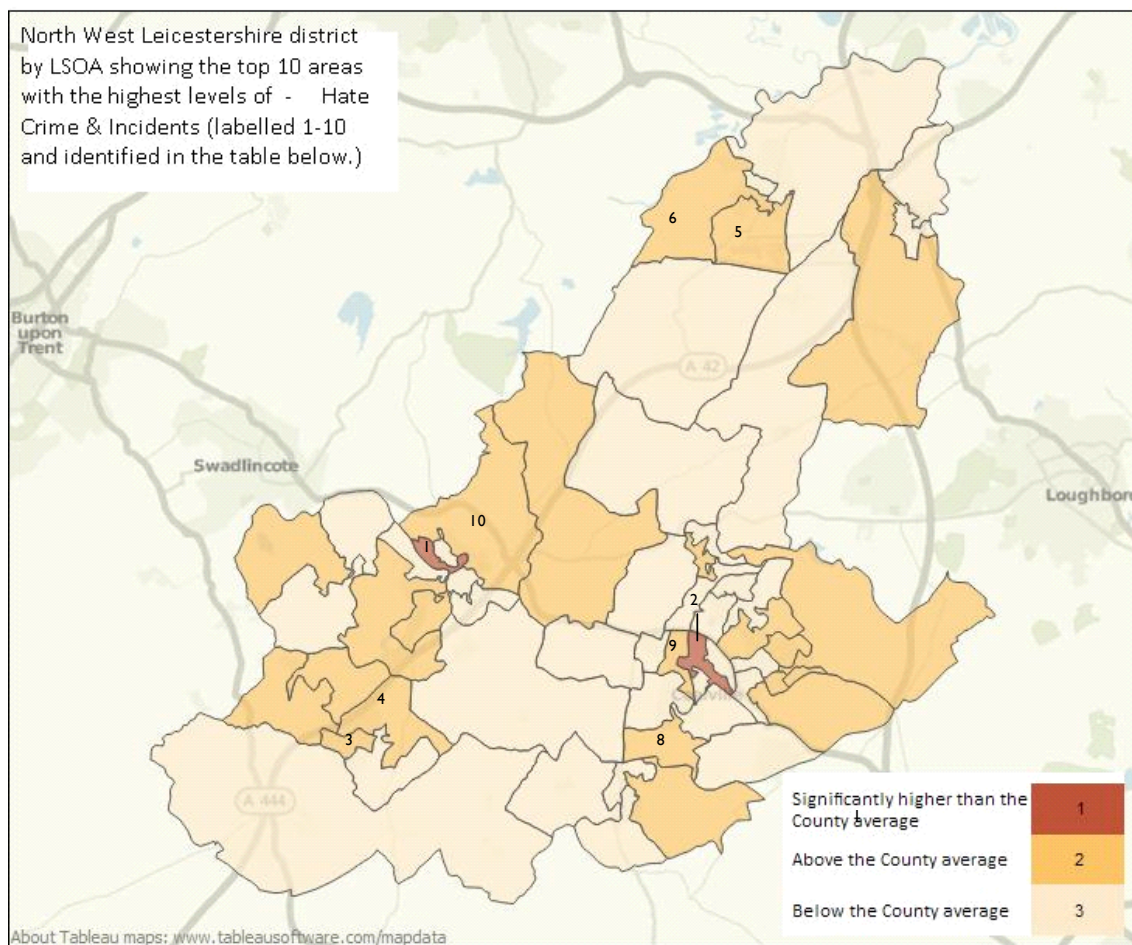 North West Leicestershire district
by LSOA showing the top 10 areas
with the highest levels of - Hate
Crime & Incidents (labelled 1-10
and identified in the table below.)
6
5
Burton
upon
Trent
A 42
Swadlincote
Loughbor
10
1
2
9
4
3
8
A 444
Significantly higher than the
County average
1
Above the County average
2
Below the County average
3
About Tableau maps: www.tableausoftware.com/mapdata